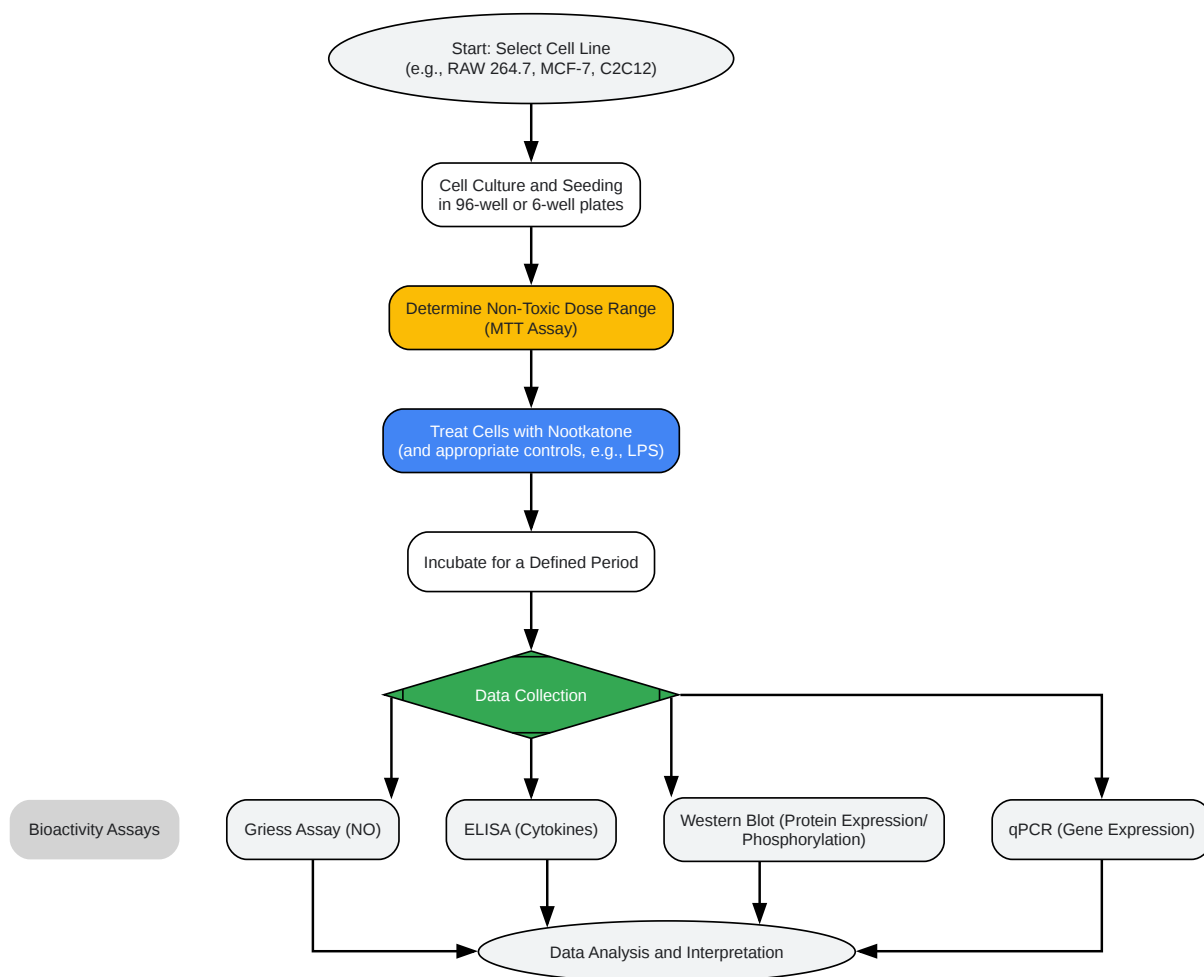 Start: Select Cell Line
(e.g., RAW 264.7, MCF-7, C2C12)
Cell Culture and Seeding
in 96-well or 6-well plates
Determine Non-Toxic Dose Range
(MTT Assay)
Treat Cells with Nootkatone
(and appropriate controls, e.g., LPS)
Incubate for a Defined Period
Data Collection
Bioactivity Assays
Griess Assay (NO)
ELISA (Cytokines)
Western Blot (Protein Expression/
Phosphorylation)
qPCR (Gene Expression)
Data Analysis and Interpretation